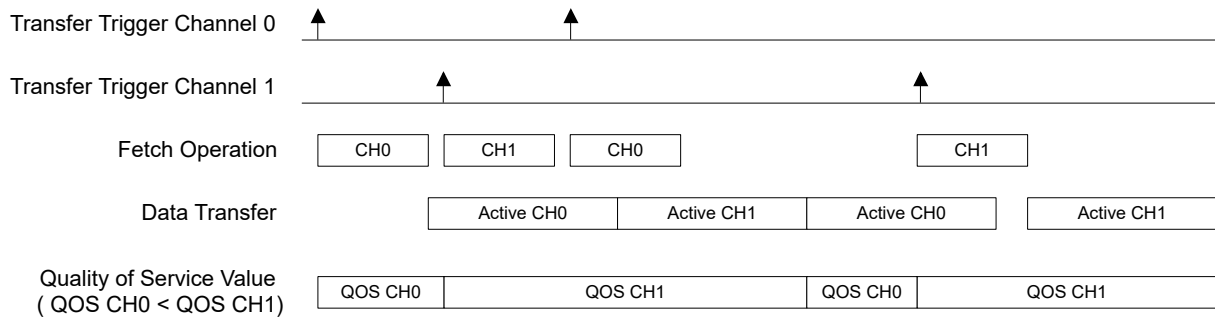 Transfer Trigger Channel 0
Transfer Trigger Channel 1
Fetch Operation
CH0
CH1
CH0
CH1
Data Transfer
Active CH0
Active CH1
Active CH0
Active CH1
Quality of Service Value
( QOS CH0 < QOS CH1)
QOS CH0
QOS CH1
QOS CH0
QOS CH1